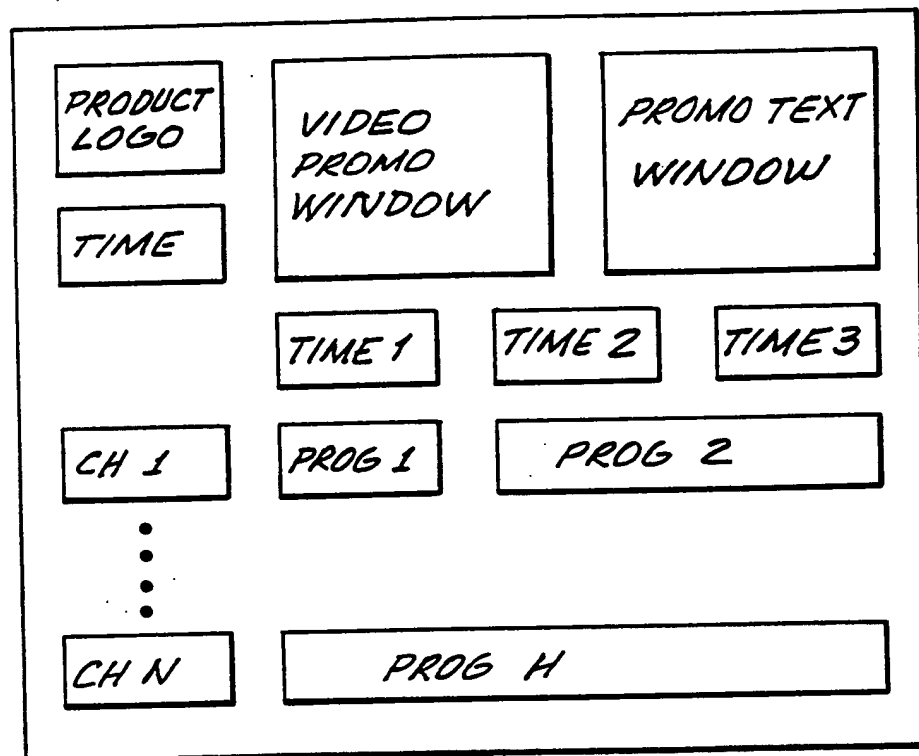 PRODUCT
LOGO
VIDEO
PROMO
WINDOW
PROMO TEXT
WINDOW
TIME
TIME 1
TIME 2
TIME 3
CH 1
PROG 1
PROG 2
CH N
PROG H